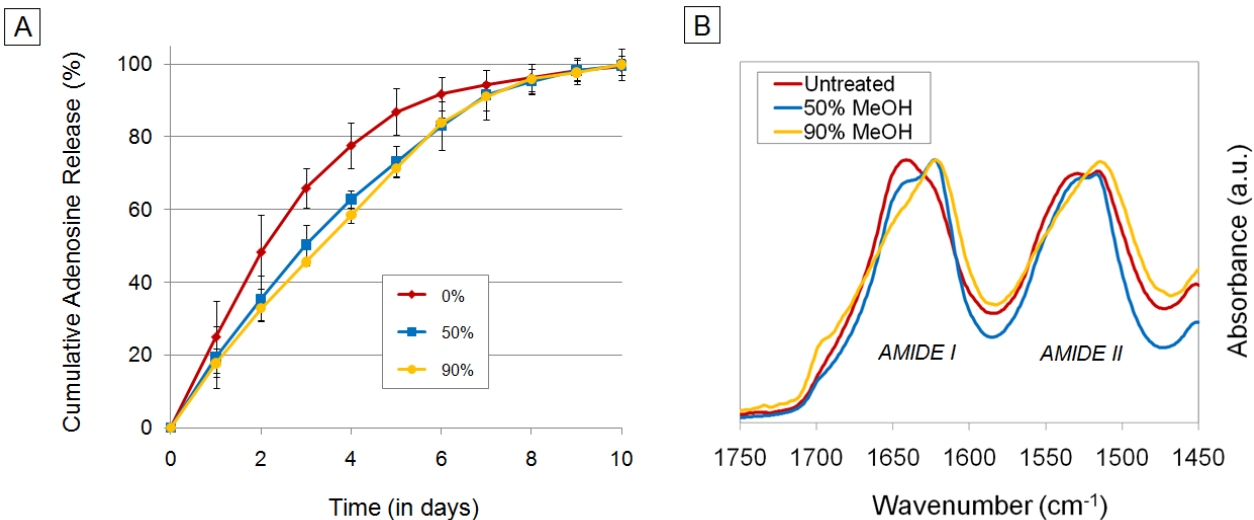 A
Cumulative Adenosine Release (%)
100
80
60
40
20
0
0%
50%
90%
0 2 4 6 8 10
Time (in days)
B
Untreated
50% MeOH
90% MeOH
AMIDE I AMIDE II
Absorbance (a.u.)
1750 1700 1650 1600 1550 1500 1450
Wavenumber (cm⁻¹)